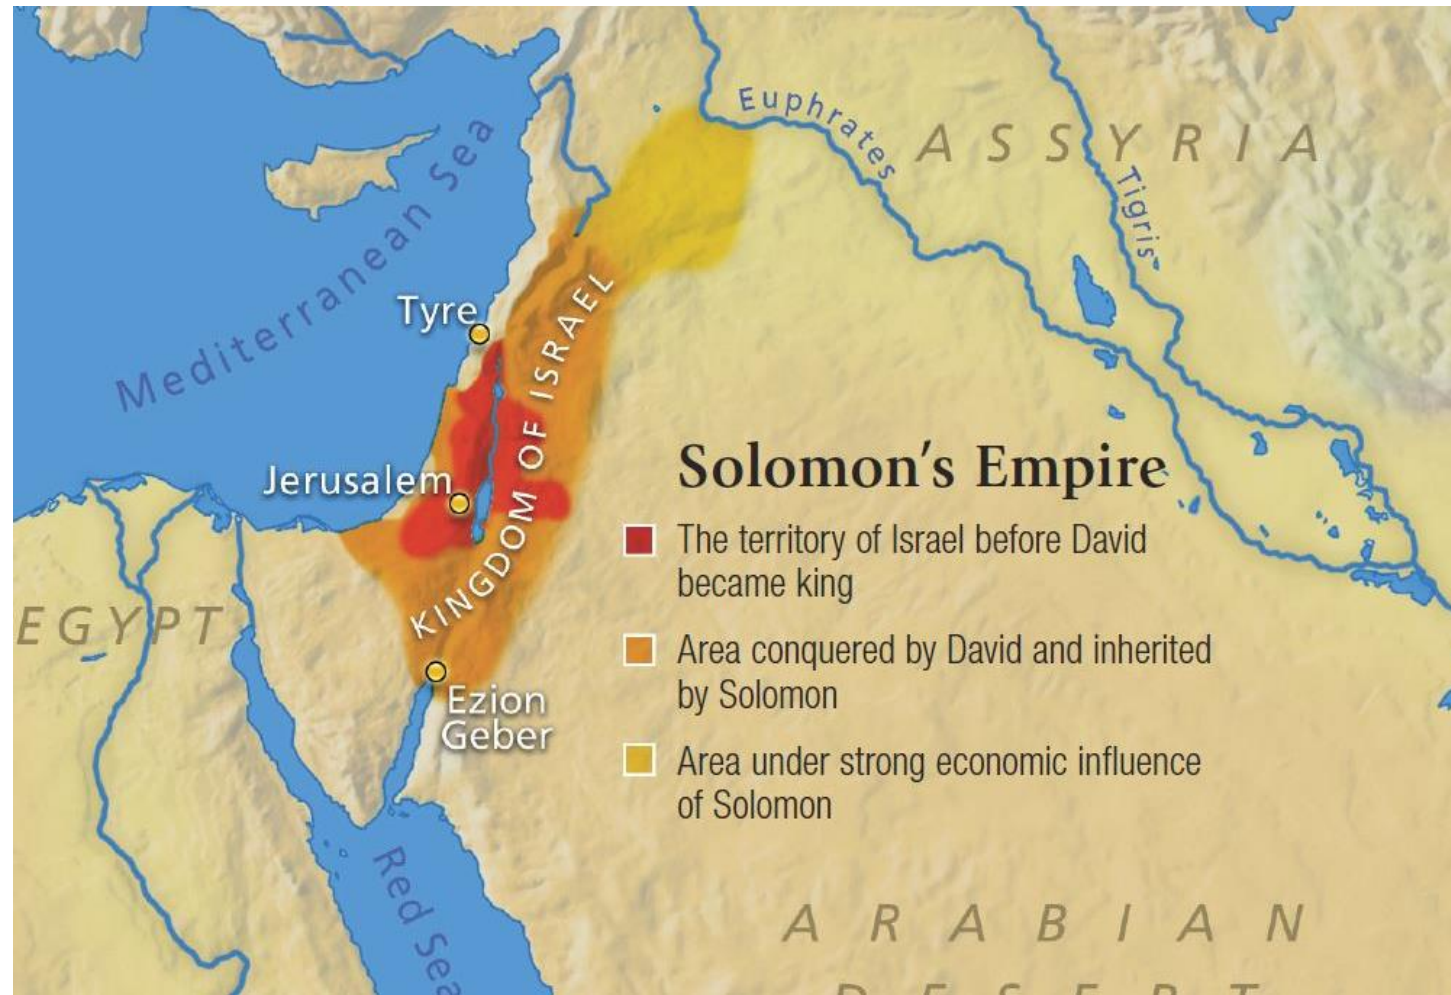 Euphrates
ASSYRIA
Tigris
Mediterranean Sea
Tyre
KINGDOM OF ISRAEL
Jerusalem
Solomon's Empire
The territory of Israel before David
became king
EGYPT
Area conquered by David and inherited
by Solomon
Ezion
Geber
Area under strong economic influence
of Solomon
Red Sea
ARABIAN
DESERT